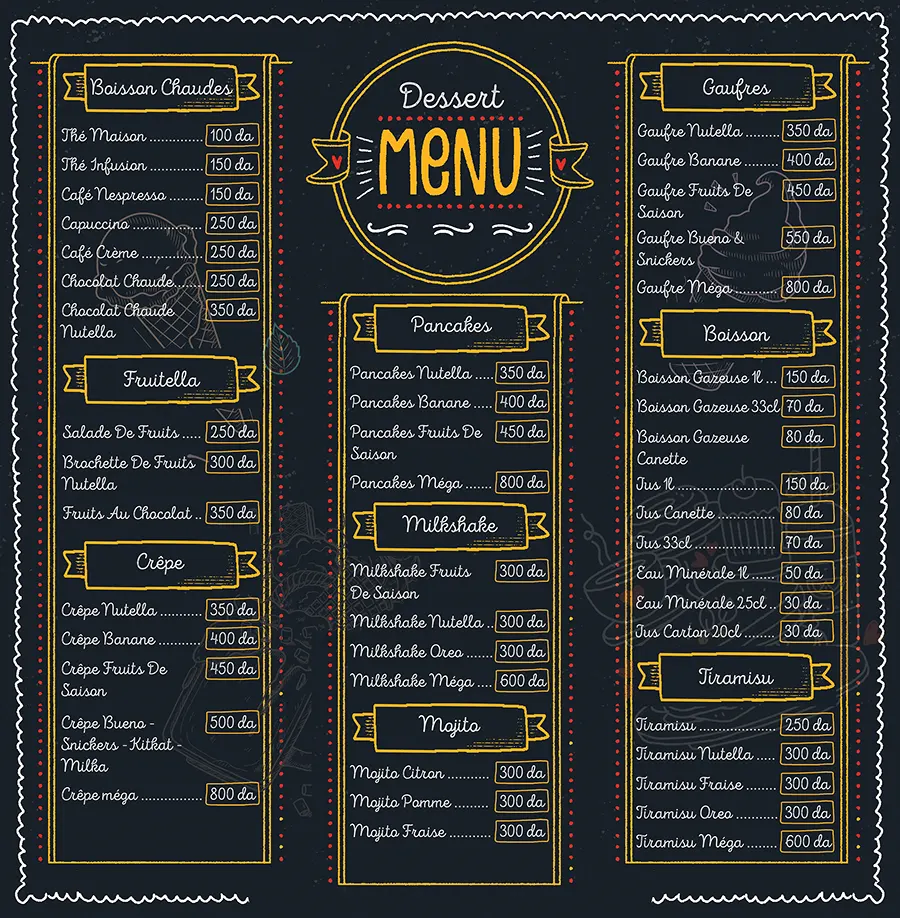 Boisson Chaudes
Thé Maison ........... 100 da
Thé Infusion ........... 150 da
Café Nespresso ....... 150 da
Capuccino ............... 250 da
Café Crème ............. 250 da
Chocolat Chaude...... 250 da
Chocolat Chaude 350 da
Nutella
Fruitella
Salade De Fruits ..... 250 da
Brochette De Fruits 300 da
Nutella
Fruits Au Chocolat .. 350 da
Crêpe
Crêpe Nutella ......... 350 da
Crêpe Banane .......... 400 da
Crêpe Fruits De 450 da
Saison
Crêpe Bueno - 500 da
Snickers - Kitkat -
Milka
Crêpe méga ............. 800 da
Dessert
MENU
Pancakes
Pancakes Nutella ..... 350 da
Pancakes Banane ..... 400 da
Pancakes Fruits De 450 da
Saison
Pancakes Méga ....... 800 da
Milkshake
Milkshake Fruits 300 da
De Saison
Milkshake Nutella .. 300 da
Milkshake Oreo ...... 300 da
Milkshake Méga .... 600 da
Mojito
Mojito Citron .......... 300 da
Mojito Pomme ......... 300 da
Mojito Fraise .......... 300 da
Gaufres
Gaufre Nutella ........ 350 da
Gaufre Banane ........ 400 da
Gaufre Fruits De 450 da
Saison
Gaufre Bueno & 550 da
Snickers
Gaufre Méga .......... 800 da
Boisson
Boisson Gazeuse 1l ... 150 da
Boisson Gazeuse 33cl 70 da
Boisson Gazeuse 80 da
Canette
Jus 1l ..................... 150 da
Jus Canette ............ 80 da
Jus 33cl .................. 70 da
Eau Minérale 1l ...... 50 da
Eau Minérale 25cl .. 30 da
Jus Carton 20cl ....... 30 da
Tiramisu
Tiramisu ................ 250 da
Tiramisu Nutella ..... 300 da
Tiramisu Fraise ....... 300 da
Tiramisu Oreo ......... 300 da
Tiramisu Méga ........ 600 da